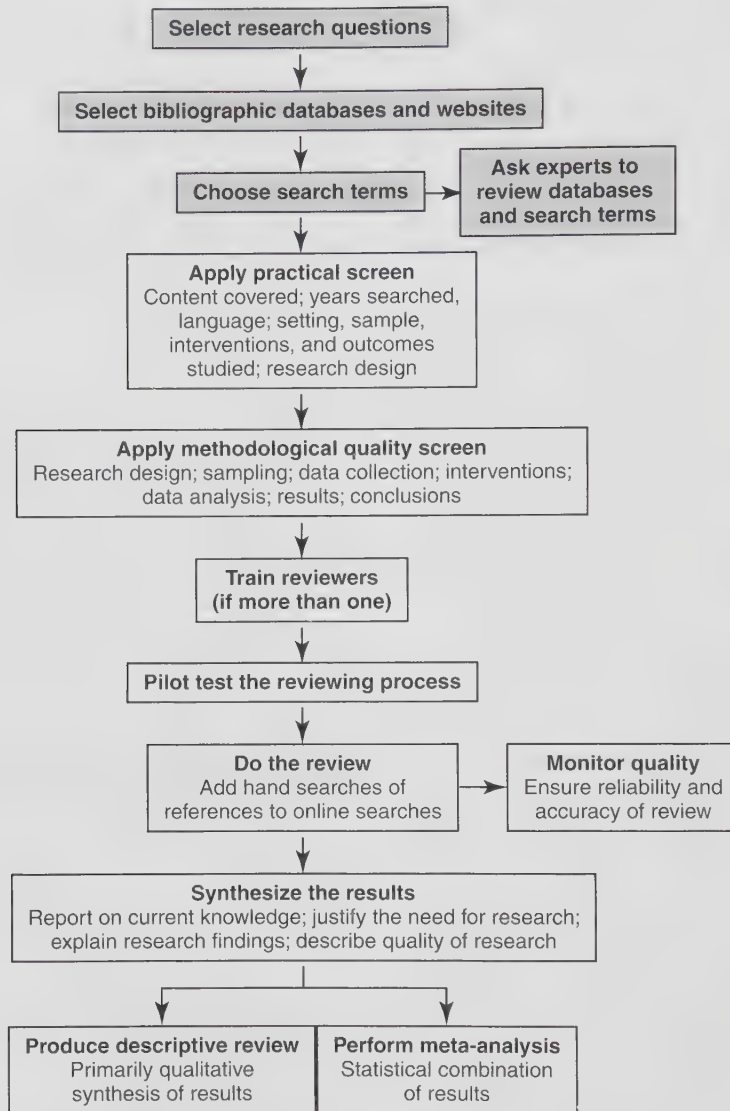 Select research questions
Select bibliographic databases and websites
Choose search terms
Ask experts to
review databases
and search terms
Apply practical screen
Content covered; years searched,
language; setting, sample,
interventions, and outcomes
studied; research design
Apply methodological quality screen
Research design; sampling; data collection; interventions;
data analysis; results; conclusions
Train reviewers
(if more than one)
Pilot test the reviewing process
Do the review
Add hand searches of
references to online searches
Monitor quality
Ensure reliability and
accuracy of review
Synthesize the results
Report on current knowledge; justify the need for research;
explain research findings; describe quality of research
Produce descriptive review
Primarily qualitative
synthesis of results
Perform meta-analysis
Statistical combination
of results